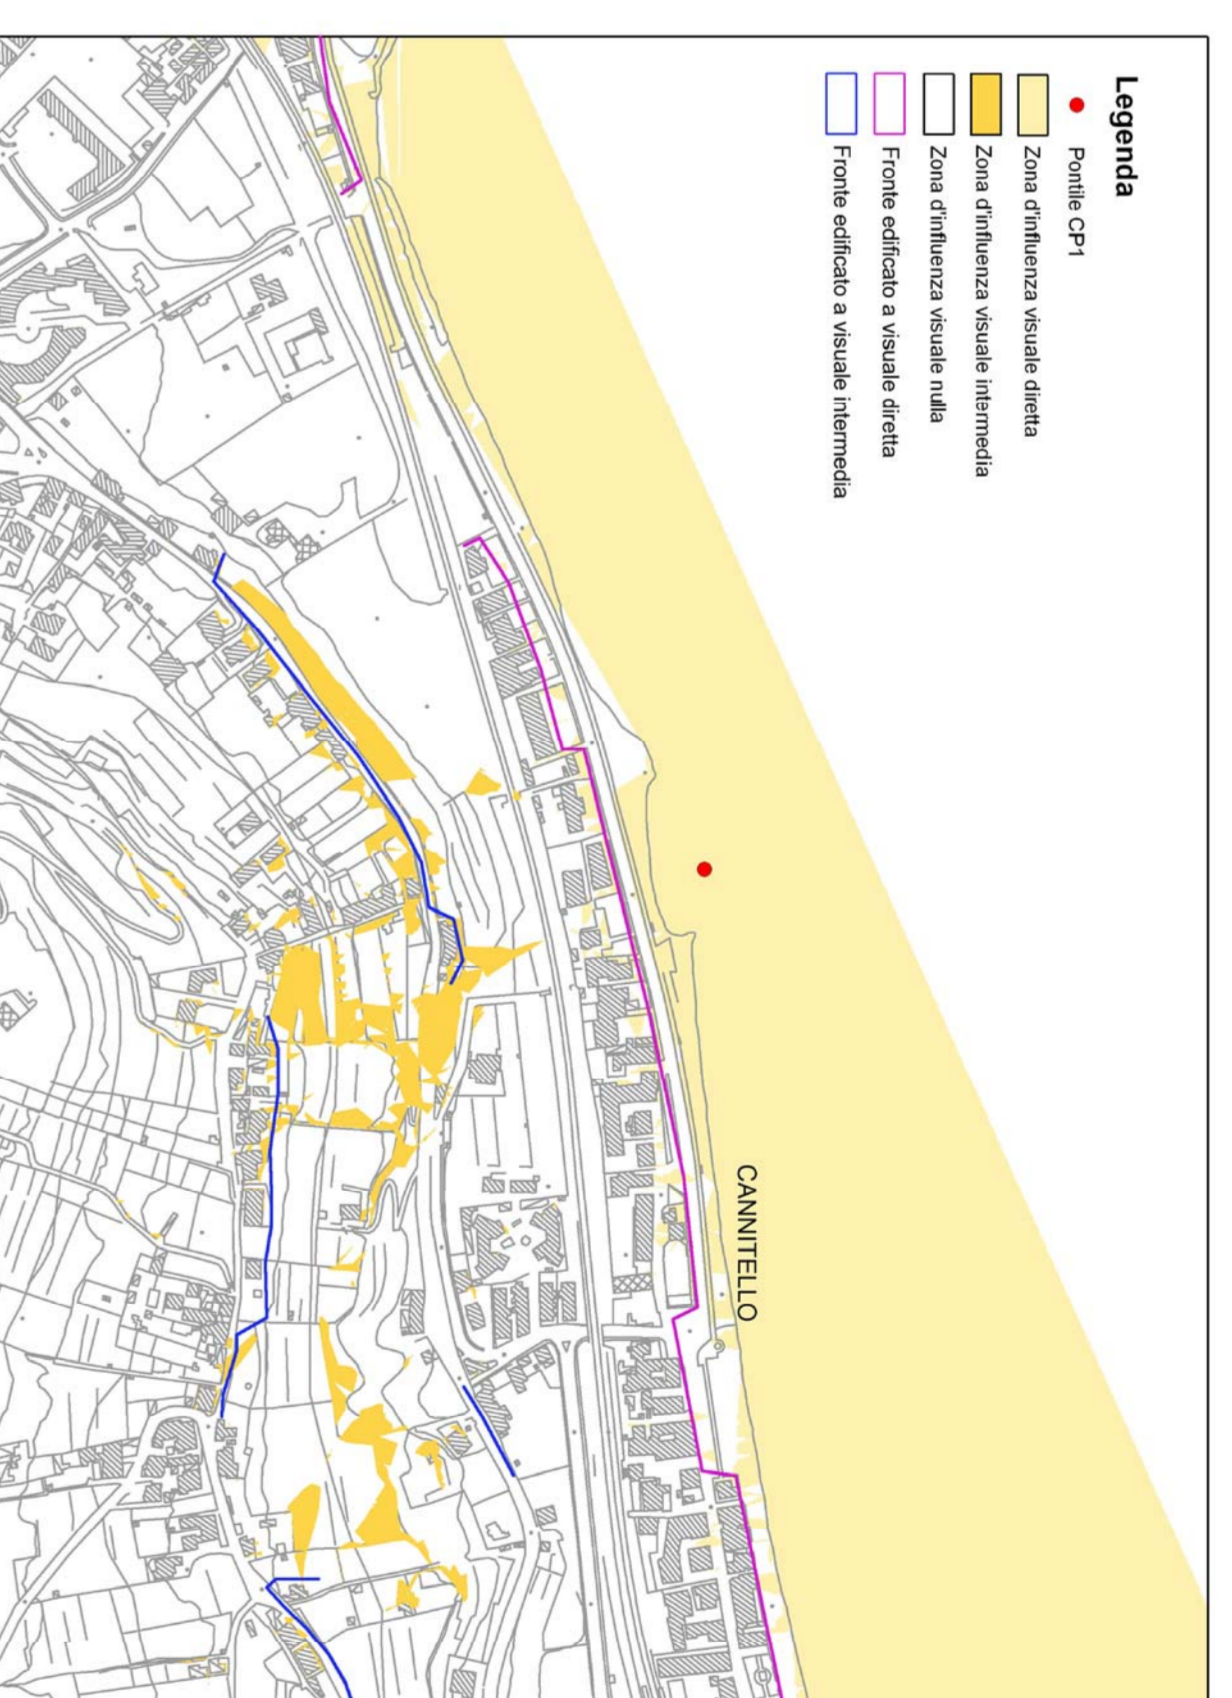 Legenda
Pontile CP1
Zona d'influenza visuale diretta
Zona d'influenza visuale intermedia
Zona d'influenza visuale nulla
Fronte edificato a visuale diretta
Fronte edificato a visuale intermedia
CANNITELLO